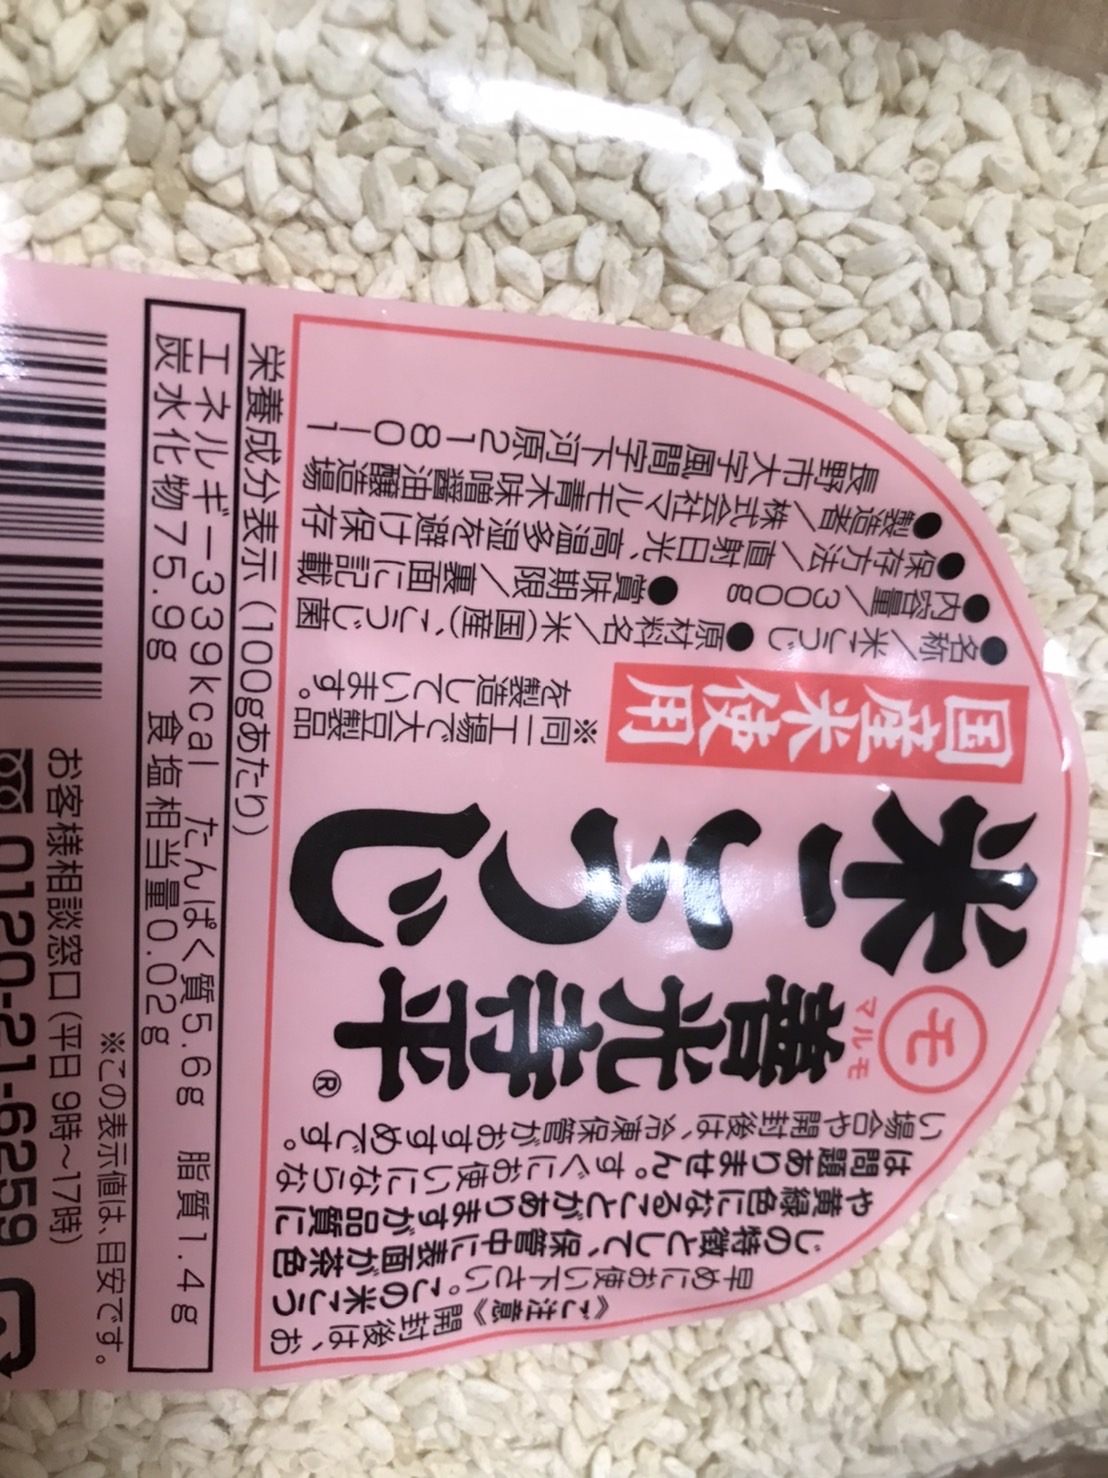 米こうじ
善光寺平®
モ
マルモ
国産米使用
※同一工場で大豆製品
を製造しています。
●名称／米こうじ ●原材料名／米(国産)、こうじ菌
●内容量／300g ●賞味期限／裏面に記載
●保存方法／直射日光、高温多湿を避け保存
●製造者／株式会社マルモ青木味噌醤油醸造場
長野市大字風間字下河原2180-1
《ご注意》開封後は、お
早めにお使い下さい。この米こう
じの特徴として、保管中に表面が茶色
や黄緑色になることがありますが品質に
は問題ありません。すぐにお使いにならな
い場合や開封後は、冷凍保管がおすすめです。
栄養成分表示(100gあたり)
エネルギー339kcal たんぱく質5.6g 脂質1.4g
炭水化物75.9g 食塩相当量0.02g
※この表示値は、目安です。
お客様相談窓口(平日9時～17時)
0120-21-6259